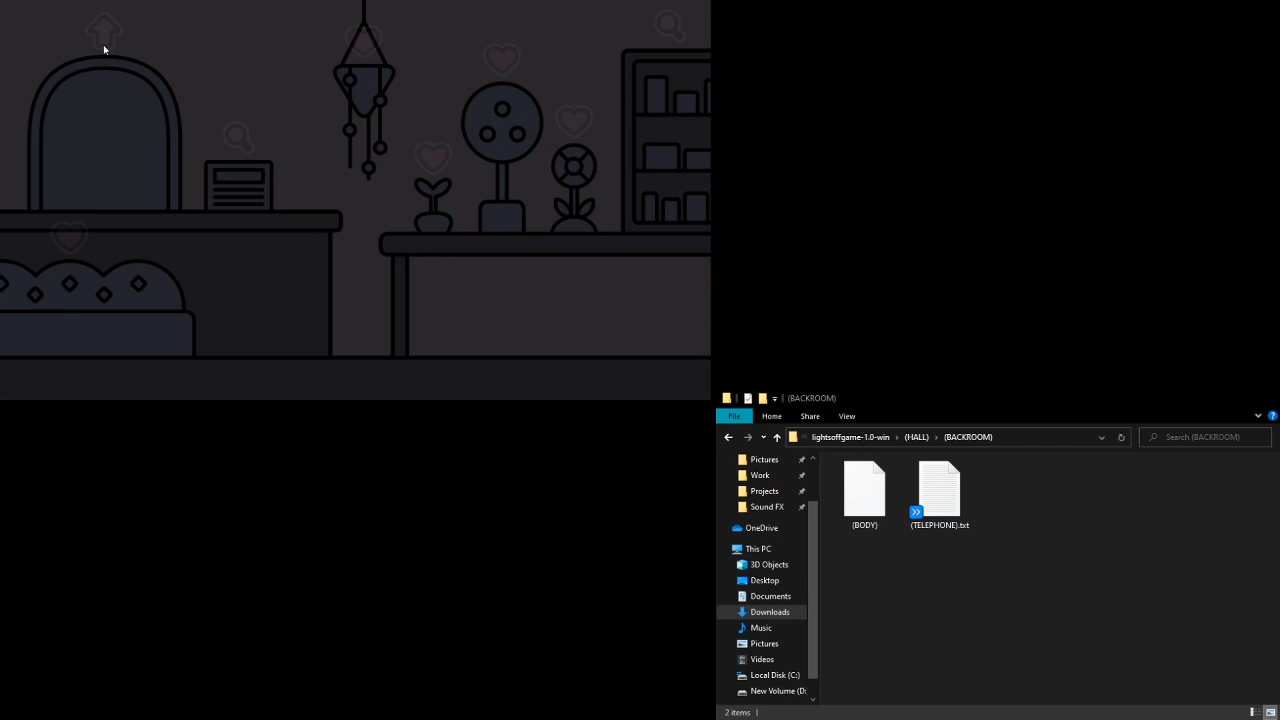 (BACKROOM)
File Home Share View
lightsoffgame-1.0-win > (HALL) > (BACKROOM)
Search (BACKROOM)
Pictures
Work
Projects
Sound FX
OneDrive
This PC
3D Objects
Desktop
Documents
Downloads
Music
Pictures
Videos
Local Disk (C:)
New Volume (D:
(BODY)
(TELEPHONE).txt
2 items